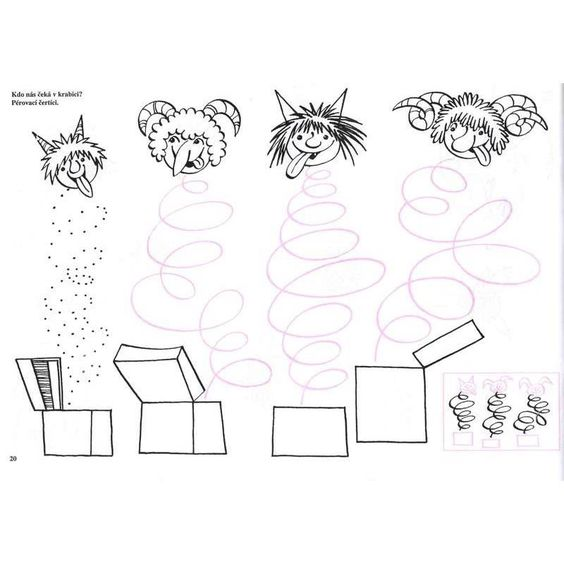 Kdo nás čeká v krabici?
Pérovací čertíci.
20